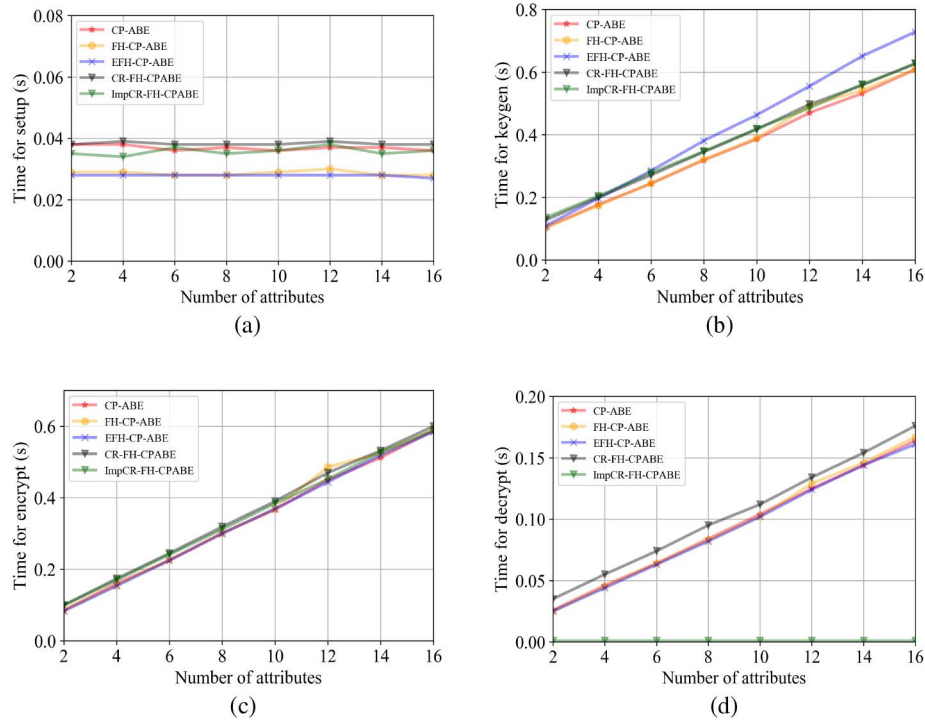 0.08
0.06
0.04
0.02
0.00
Time for setup (s)
CP-ABE
FH-CP-ABE
EFH-CP-ABE
CR-FH-CPABE
ImpCR-FH-CPABE
2 4 6 8 10 12 14 16
Number of attributes
(a)
0.8
0.6
0.4
0.2
0.0
Time for keygen (s)
CP-ABE
FH-CP-ABE
EFH-CP-ABE
CR-FH-CPABE
ImpCR-FH-CPABE
2 4 6 8 10 12 14 16
Number of attributes
(b)
0.6
0.4
0.2
0.0
Time for encrypt (s)
CP-ABE
FH-CP-ABE
EFH-CP-ABE
CR-FH-CPABE
ImpCR-FH-CPABE
2 4 6 8 10 12 14 16
Number of attributes
(c)
0.20
0.15
0.10
0.05
0.00
Time for decrypt (s)
CP-ABE
FH-CP-ABE
EFH-CP-ABE
CR-FH-CPABE
ImpCR-FH-CPABE
2 4 6 8 10 12 14 16
Number of attributes
(d)